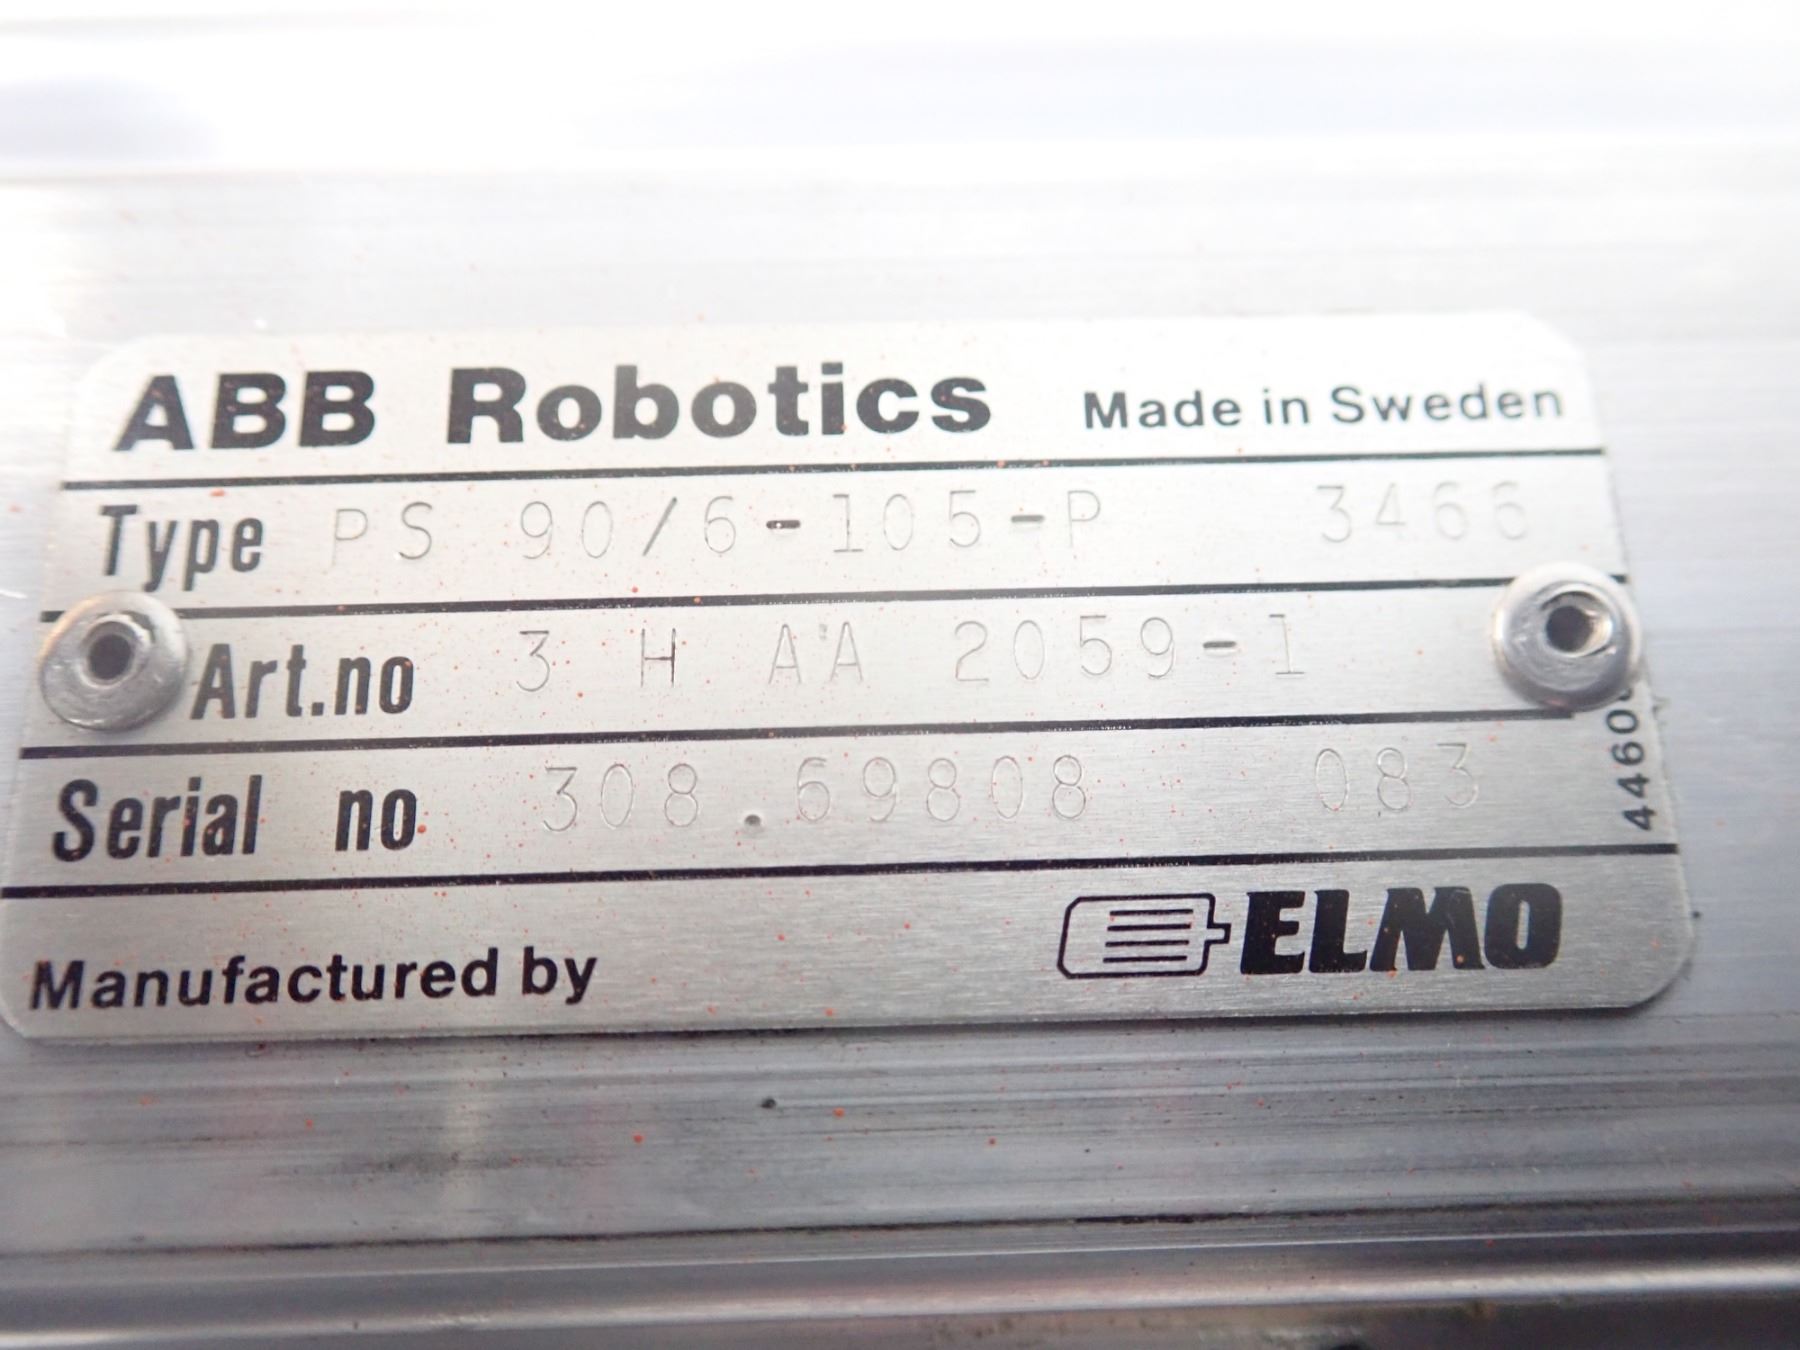 ABB Robotics Made in Sweden
Type PS 90/6-105-P 3466
Art.no 3 H AA 2059-1
Serial no 308.69808 083
Manufactured by ELMO